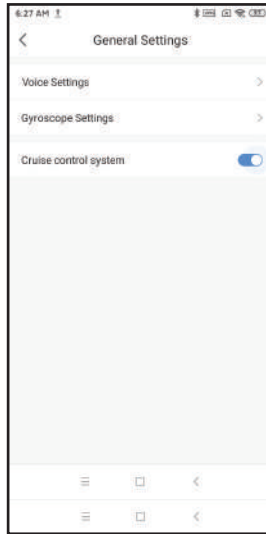 6:27 AM
General Settings
Voice Settings
Gyroscope Settings
Cruise control system